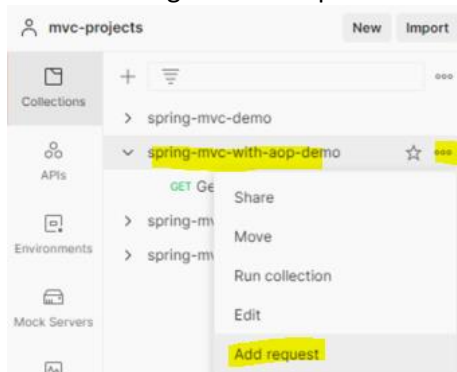 mvc-projects New Import
Collections
spring-mvc-demo
APIs
spring-mvc-with-aop-demo
GET Ge
Share
Move
Run collection
Environments
Edit
Mock Servers
Add request